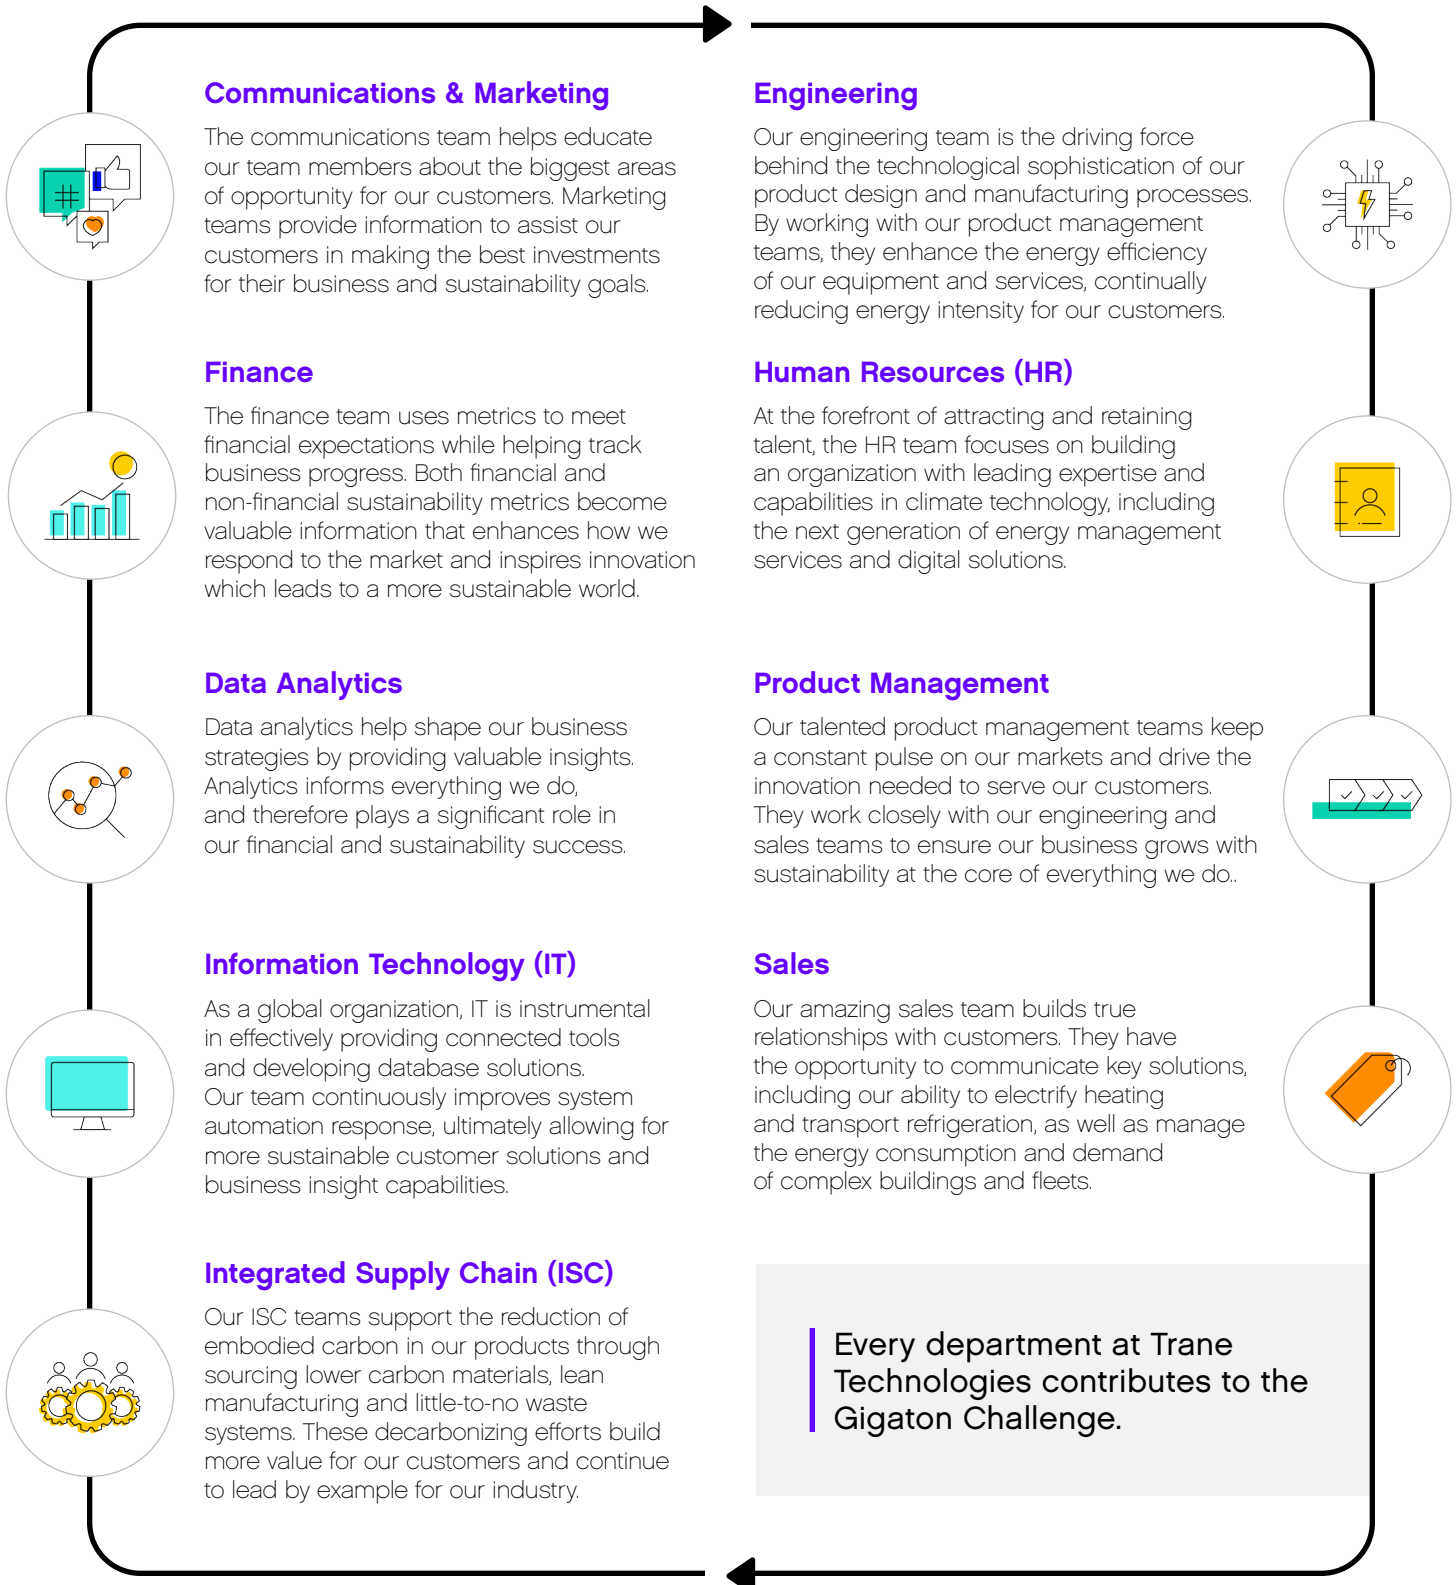 Communications & Marketing
The communications team helps educate
our team members about the biggest areas
of opportunity for our customers. Marketing
teams provide information to assist our
customers in making the best investments
for their business and sustainability goals.
Finance
The finance team uses metrics to meet
financial expectations while helping track
business progress. Both financial and
non-financial sustainability metrics become
valuable information that enhances how we
respond to the market and inspires innovation
which leads to a more sustainable world.
Data Analytics
Data analytics help shape our business
strategies by providing valuable insights.
Analytics informs everything we do,
and therefore plays a significant role in
our financial and sustainability success.
Information Technology (IT)
As a global organization, IT is instrumental
in effectively providing connected tools
and developing database solutions.
Our team continuously improves system
automation response, ultimately allowing for
more sustainable customer solutions and
business insight capabilities.
Integrated Supply Chain (ISC)
Our ISC teams support the reduction of
embodied carbon in our products through
sourcing lower carbon materials, lean
manufacturing and little-to-no waste
systems. These decarbonizing efforts build
more value for our customers and continue
to lead by example for our industry.
Engineering
Our engineering team is the driving force
behind the technological sophistication of our
product design and manufacturing processes.
By working with our product management
teams, they enhance the energy efficiency
of our equipment and services, continually
reducing energy intensity for our customers.
Human Resources (HR)
At the forefront of attracting and retaining
talent, the HR team focuses on building
an organization with leading expertise and
capabilities in climate technology, including
the next generation of energy management
services and digital solutions.
Product Management
Our talented product management teams keep
a constant pulse on our markets and drive the
innovation needed to serve our customers.
They work closely with our engineering and
sales teams to ensure our business grows with
sustainability at the core of everything we do..
Sales
Our amazing sales team builds true
relationships with customers. They have
the opportunity to communicate key solutions,
including our ability to electrify heating
and transport refrigeration, as well as manage
the energy consumption and demand
of complex buildings and fleets.
Every department at Trane
Technologies contributes to the
Gigaton Challenge.